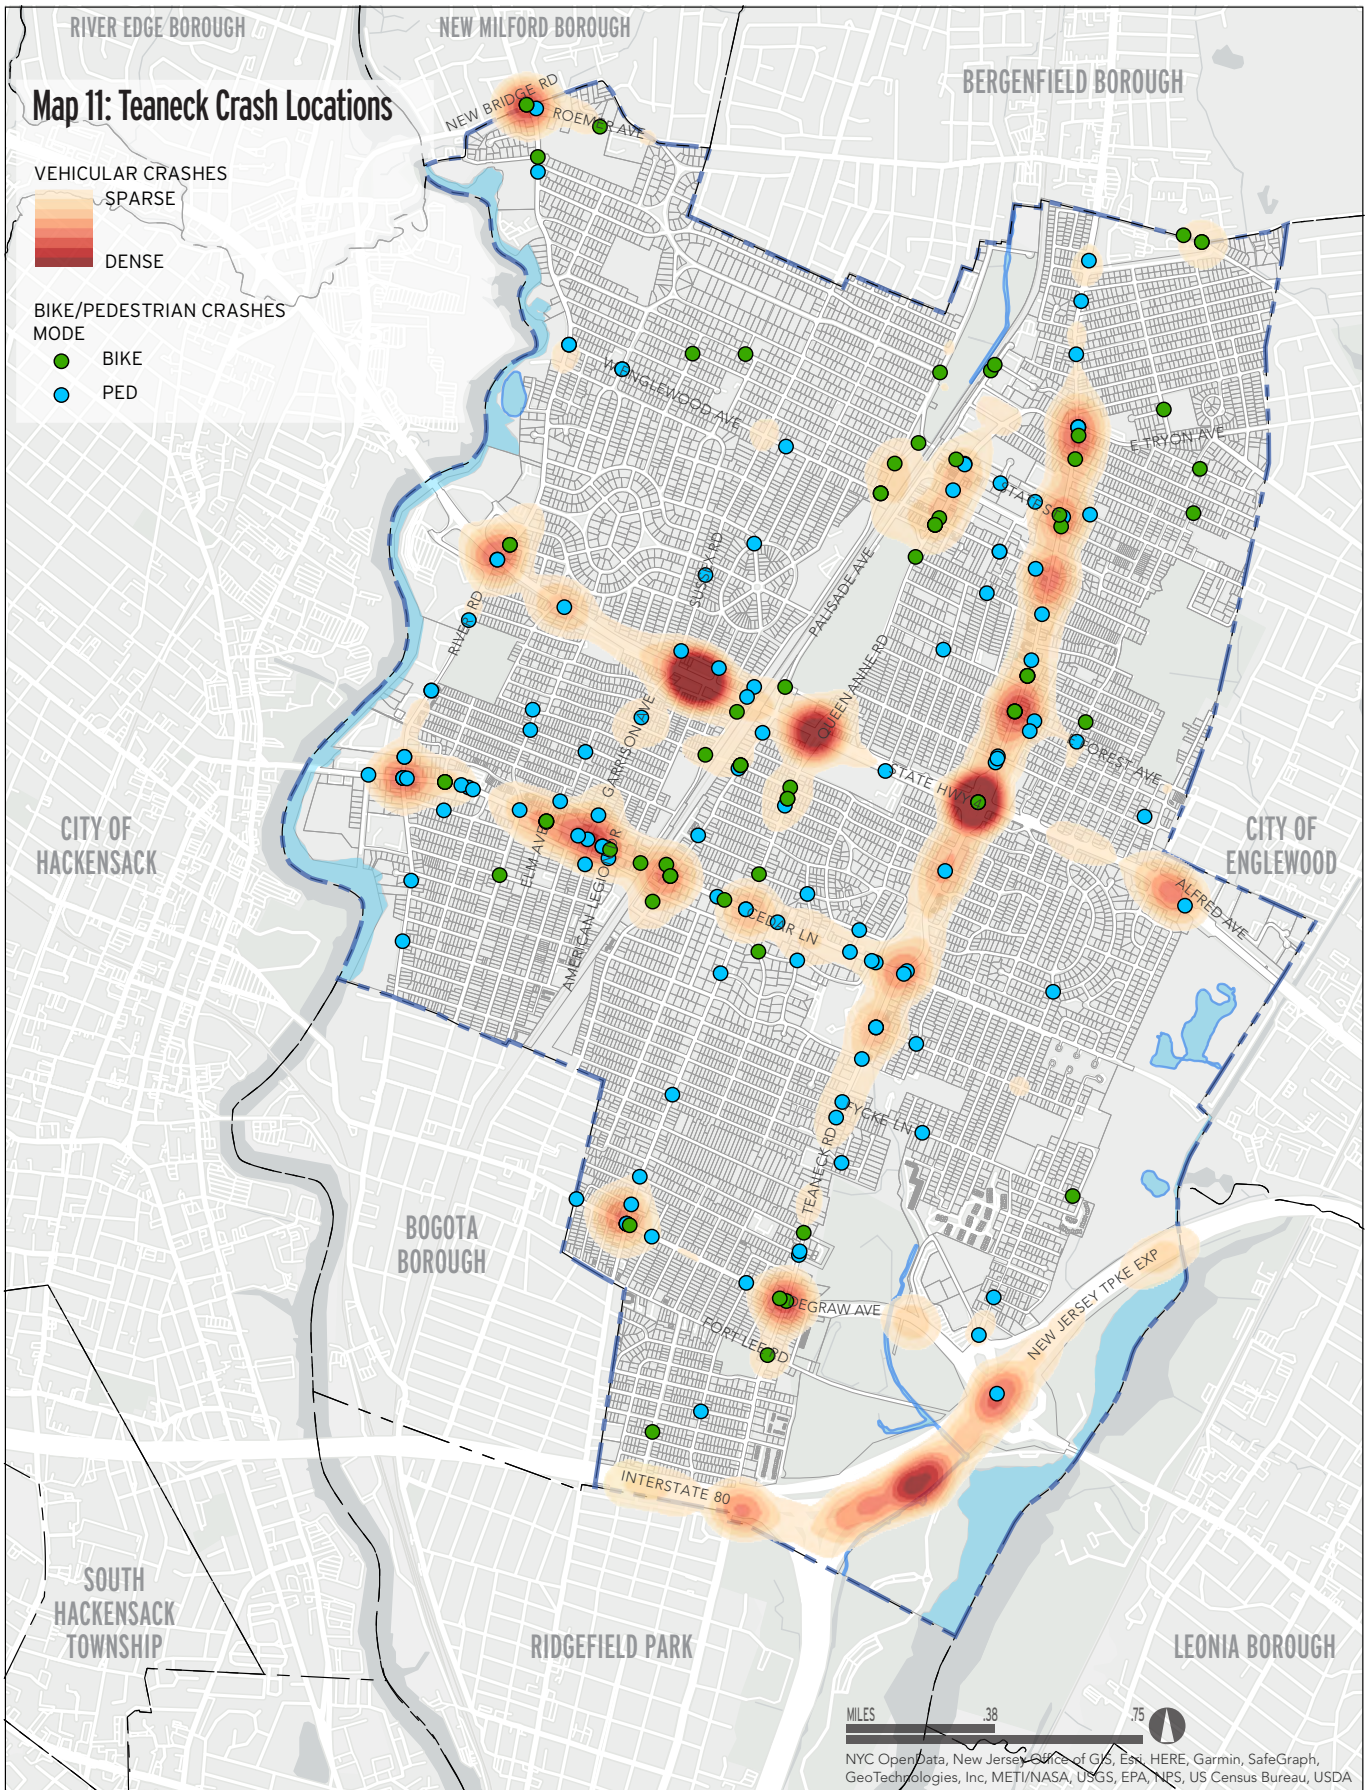 RIVER EDGE BOROUGH
NEW MILFORD BOROUGH
BERGENFIELD BOROUGH
Map 11: Teaneck Crash Locations
VEHICULAR CRASHES
SPARSE
DENSE
BIKE/PEDESTRIAN CRASHES
MODE
BIKE
PED
NEW BRIDGE RD
ROEMER AVE
W ENGLEWOOD AVE
E TRYON AVE
STATE ST
SUSSEX RD
PALISADE AVE
RIVER RD
QUEEN ANNE RD
GARRISON AVE
STATE HWY 4
FOREST AVE
CITY OF
HACKENSACK
CITY OF
ENGLEWOOD
ELM AVE
AMERICAN LEGION DR
CEDAR LN
ALFRED AVE
FYCKE LN
TEANECK RD
BOGOTA
BOROUGH
DEGRAW AVE
FORT LEE RD
NEW JERSEY TPKE EXP
INTERSTATE 80
SOUTH
HACKENSACK
TOWNSHIP
RIDGEFIELD PARK
LEONIA BOROUGH
MILES .38 .75
NYC OpenData, New Jersey Office of GIS, Esri, HERE, Garmin, SafeGraph,
GeoTechnologies, Inc, METI/NASA, USGS, EPA, NPS, US Census Bureau, USDA